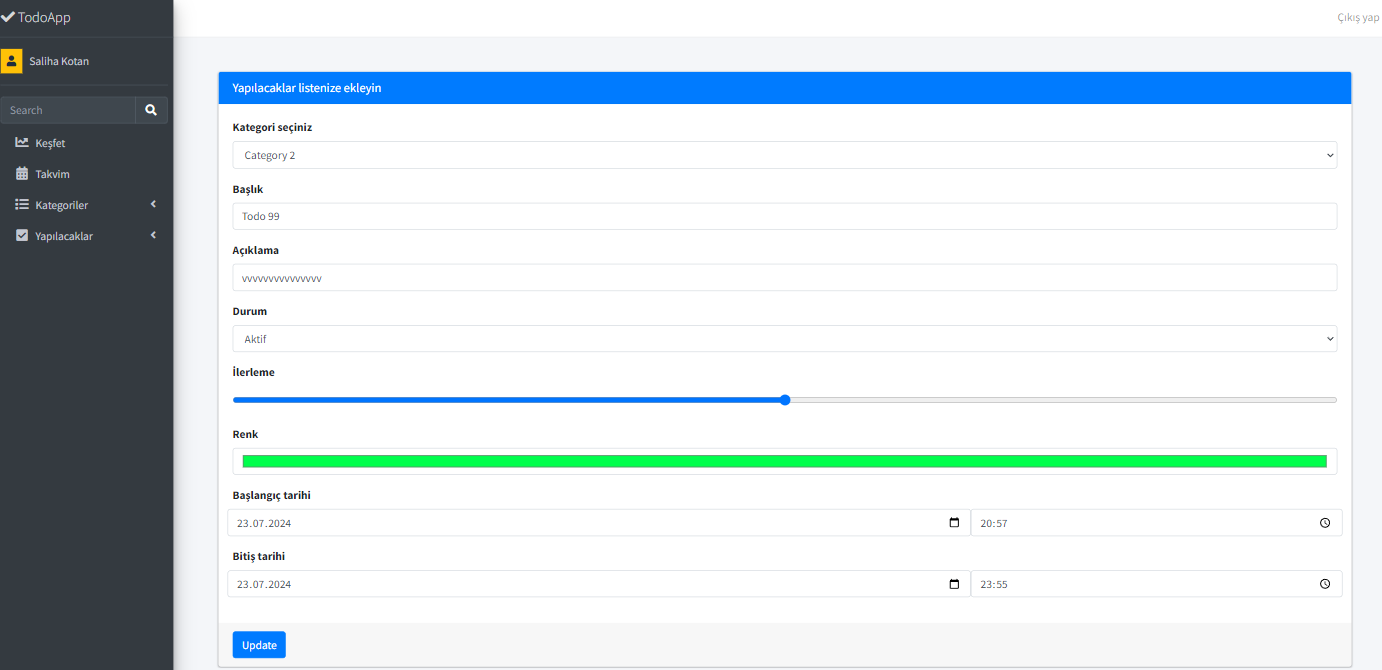 TodoApp
Çıkış yap
Saliha Kotan
Search
Keşfet
Takvim
Kategoriler
Yapılacaklar
Yapılacaklar listenize ekleyin
Kategori seçiniz
Category 2
Başlık
Todo 99
Açıklama
vvvvvvvvvvvvvvv
Durum
Aktif
İlerleme
Renk
Başlangıç tarihi
23.07.2024 20:57
Bitiş tarihi
23.07.2024 23:55
Update